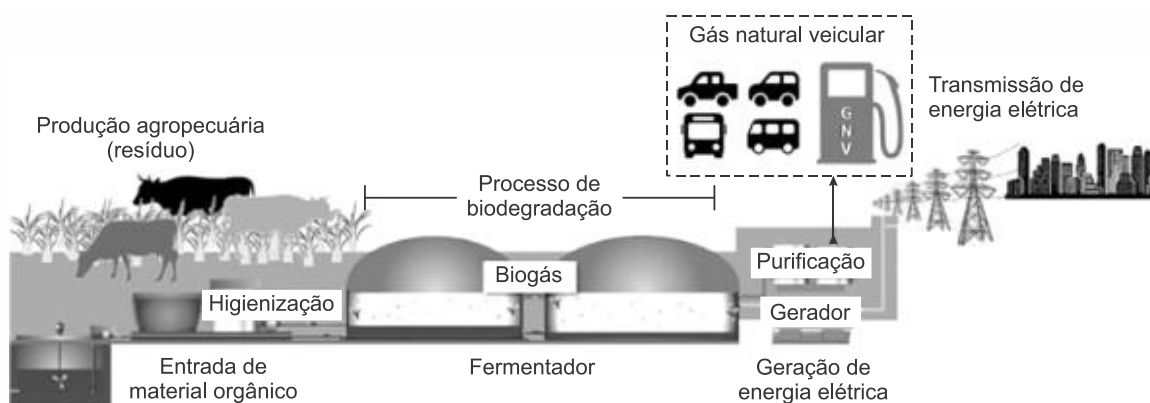 Gás natural veicular
GNV
Transmissão de
energia elétrica
Produção agropecuária
(resíduo)
Processo de
biodegradação
Biogás
Purificação
Higienização
Gerador
Entrada de
material orgânico
Fermentador
Geração de
energia elétrica